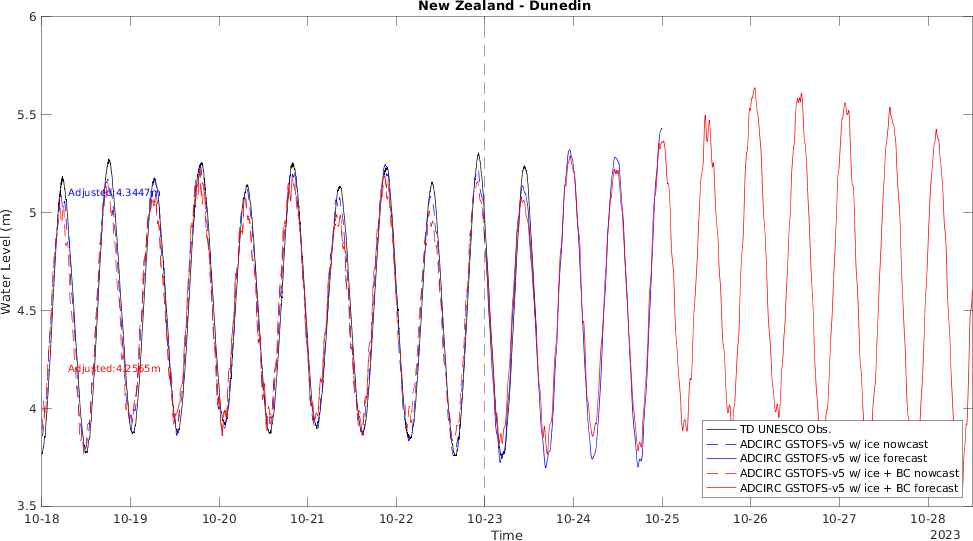 New Zealand - Dunedin
6
5.5
5
4.5
4
3.5
Water Level (m)
Adjusted:4.3447m
Adjusted:4.2565m
TD UNESCO Obs.
ADCIRC GSTOFS-v5 w/ ice nowcast
ADCIRC GSTOFS-v5 w/ ice forecast
ADCIRC GSTOFS-v5 w/ ice + BC nowcast
ADCIRC GSTOFS-v5 w/ ice + BC forecast
10-18 10-19 10-20 10-21 10-22 10-23 10-24 10-25 10-26 10-27 10-28
2023
Time